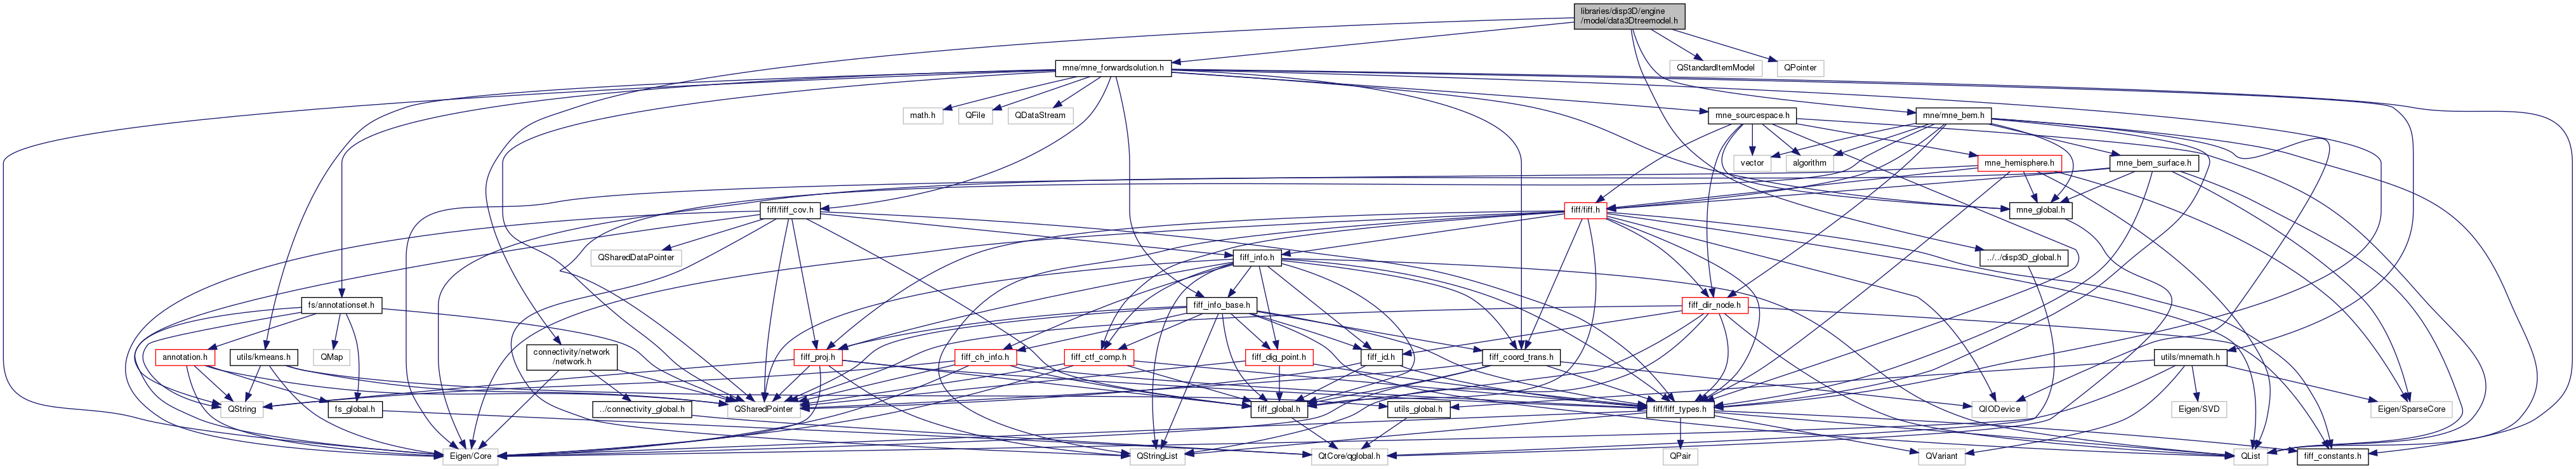 libraries/disp3D/engine
/model/data3Dtreemodel.h
mne/mne_forwardsolution.h
QStandardItemModel
QPointer
math.h
QFile
QDataStream
mne_sourcespace.h
mne/mne_bem.h
vector
algorithm
mne_hemisphere.h
mne_bem_surface.h
fiff/fiff_cov.h
fiff/fiff.h
mne_global.h
QSharedDataPointer
fiff_info.h
../../disp3D_global.h
fs/annotationset.h
fiff_info_base.h
fiff_dir_node.h
annotation.h
utils/kmeans.h
QMap
connectivity/network
/network.h
fiff_proj.h
fiff_ch_info.h
fiff_ctf_comp.h
fiff_dig_point.h
fiff_id.h
fiff_coord_trans.h
utils/mnemath.h
QString
fs_global.h
../connectivity_global.h
QSharedPointer
fiff_global.h
utils_global.h
fiff/fiff_types.h
QIODevice
Eigen/SVD
Eigen/SparseCore
Eigen/Core
QStringList
QtCore/qglobal.h
QPair
QVariant
QList
fiff_constants.h